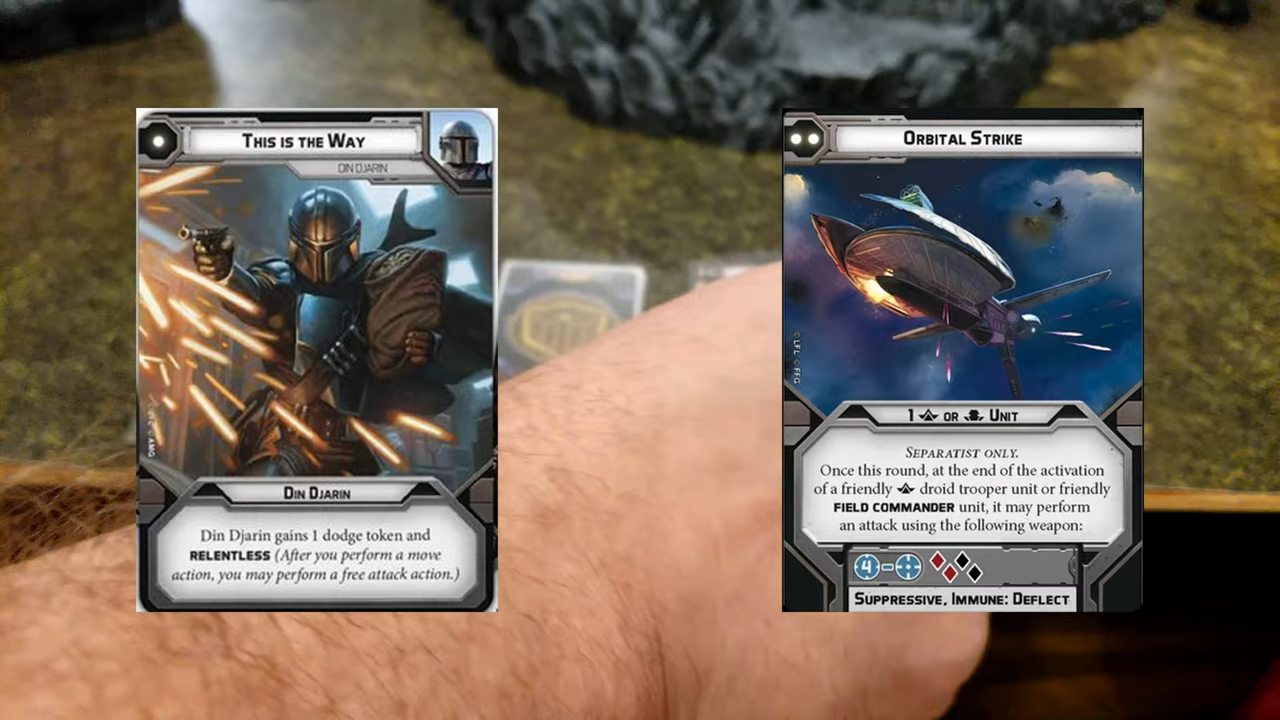 THIS IS THE WAY
DIN DJARIN
DIN DJARIN
Din Djarin gains 1 dodge token and
RELENTLESS (After you perform a move
action, you may perform a free attack action.)
ORBITAL STRIKE
©LFL ©FFG
1 OR UNIT
SEPARATIST ONLY.
Once this round, at the end of the activation
of a friendly droid trooper unit or friendly
FIELD COMMANDER unit, it may perform
an attack using the following weapon:
4 –
SUPPRESSIVE, IMMUNE: DEFLECT